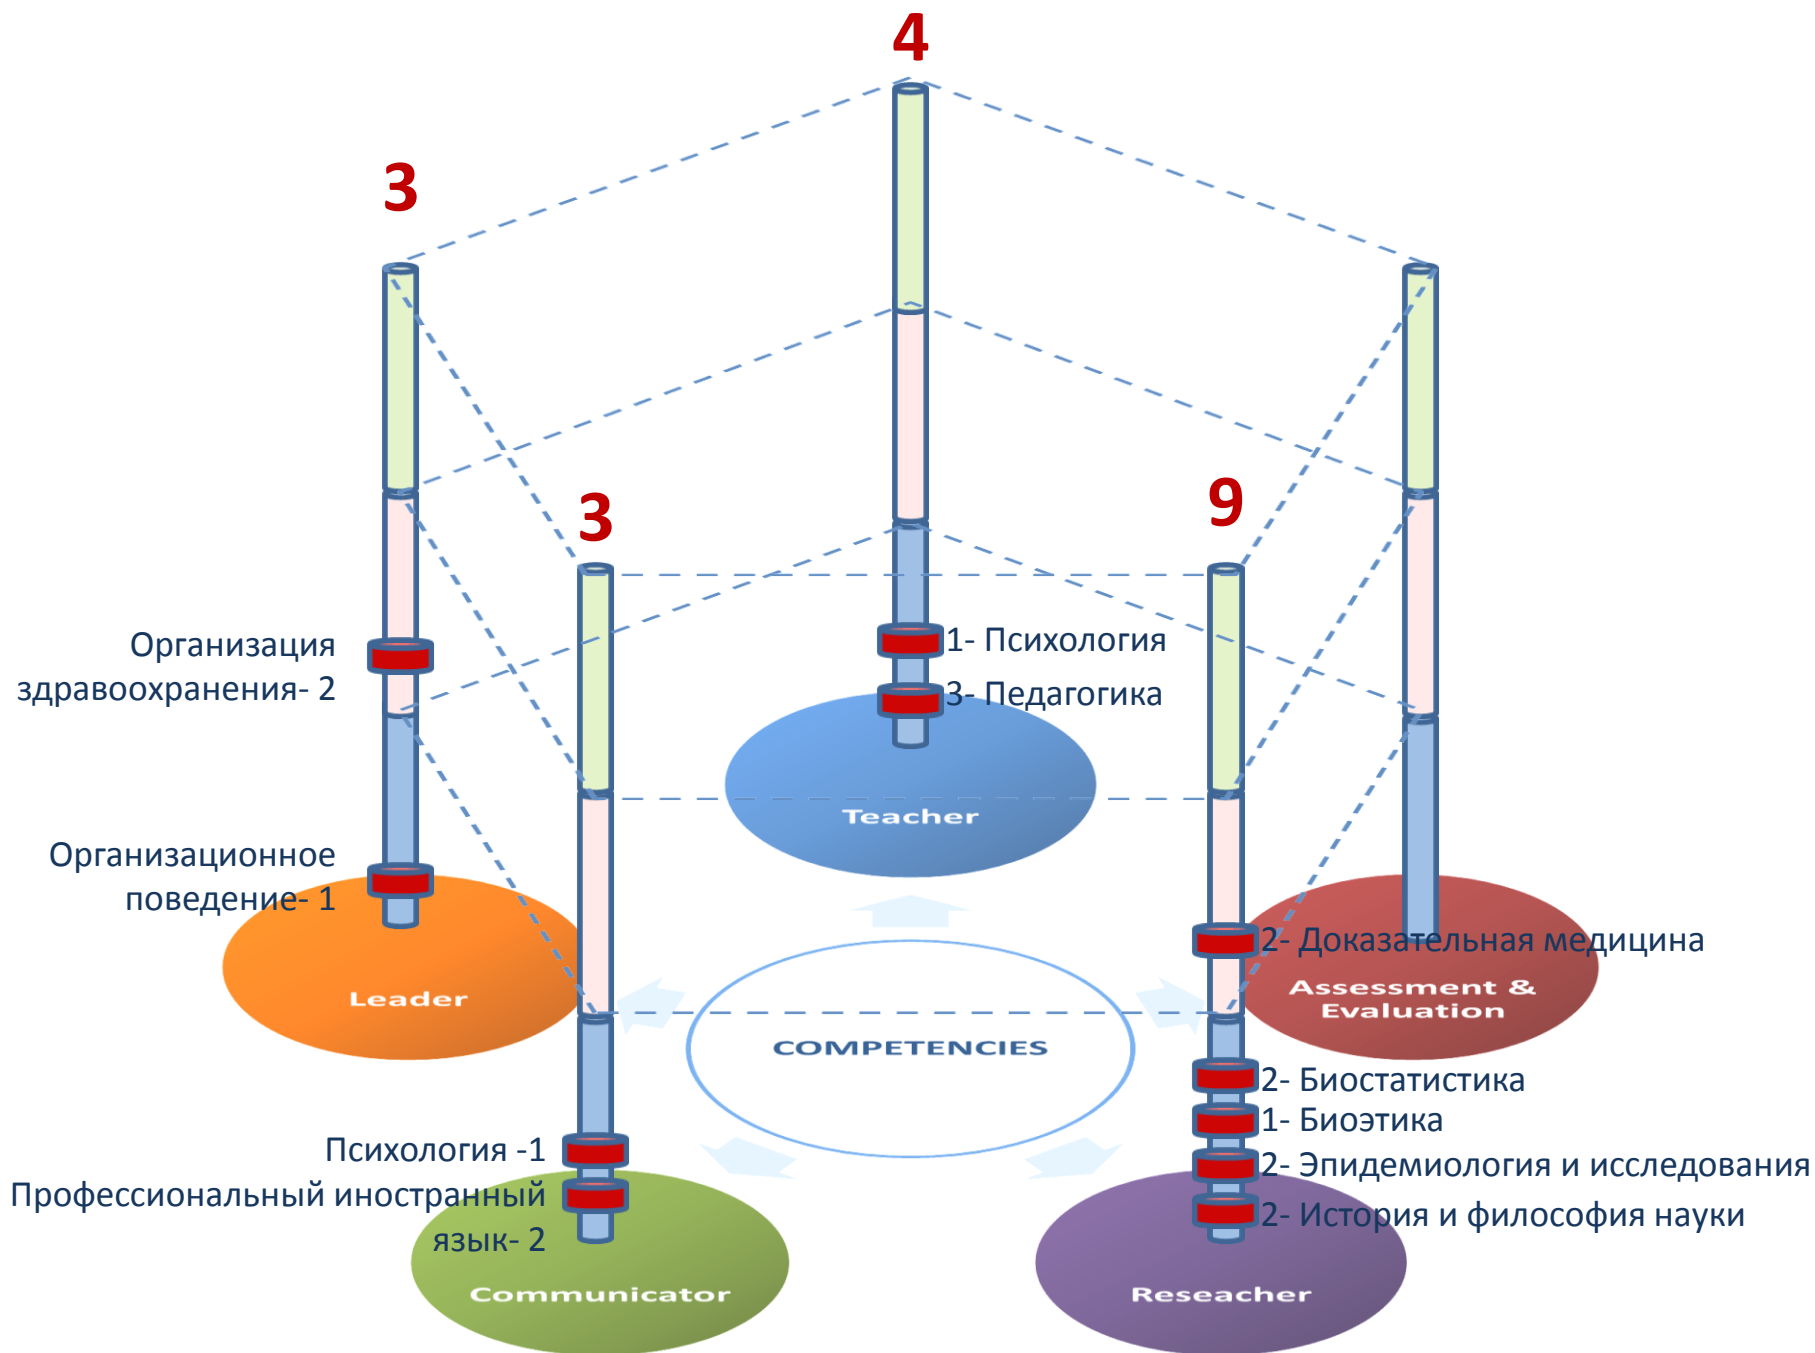 4
3
3
9
Организация
здравоохранения- 2
1- Психология
3- Педагогика
Teacher
Организационное
поведение- 1
Leader
2- Доказательная медицина
Assessment &
Evaluation
COMPETENCIES
2- Биостатистика
1- Биоэтика
2- Эпидемиология и исследования
2- История и философия науки
Психология -1
Профессиональный иностранный
язык- 2
Communicator
Reseacher